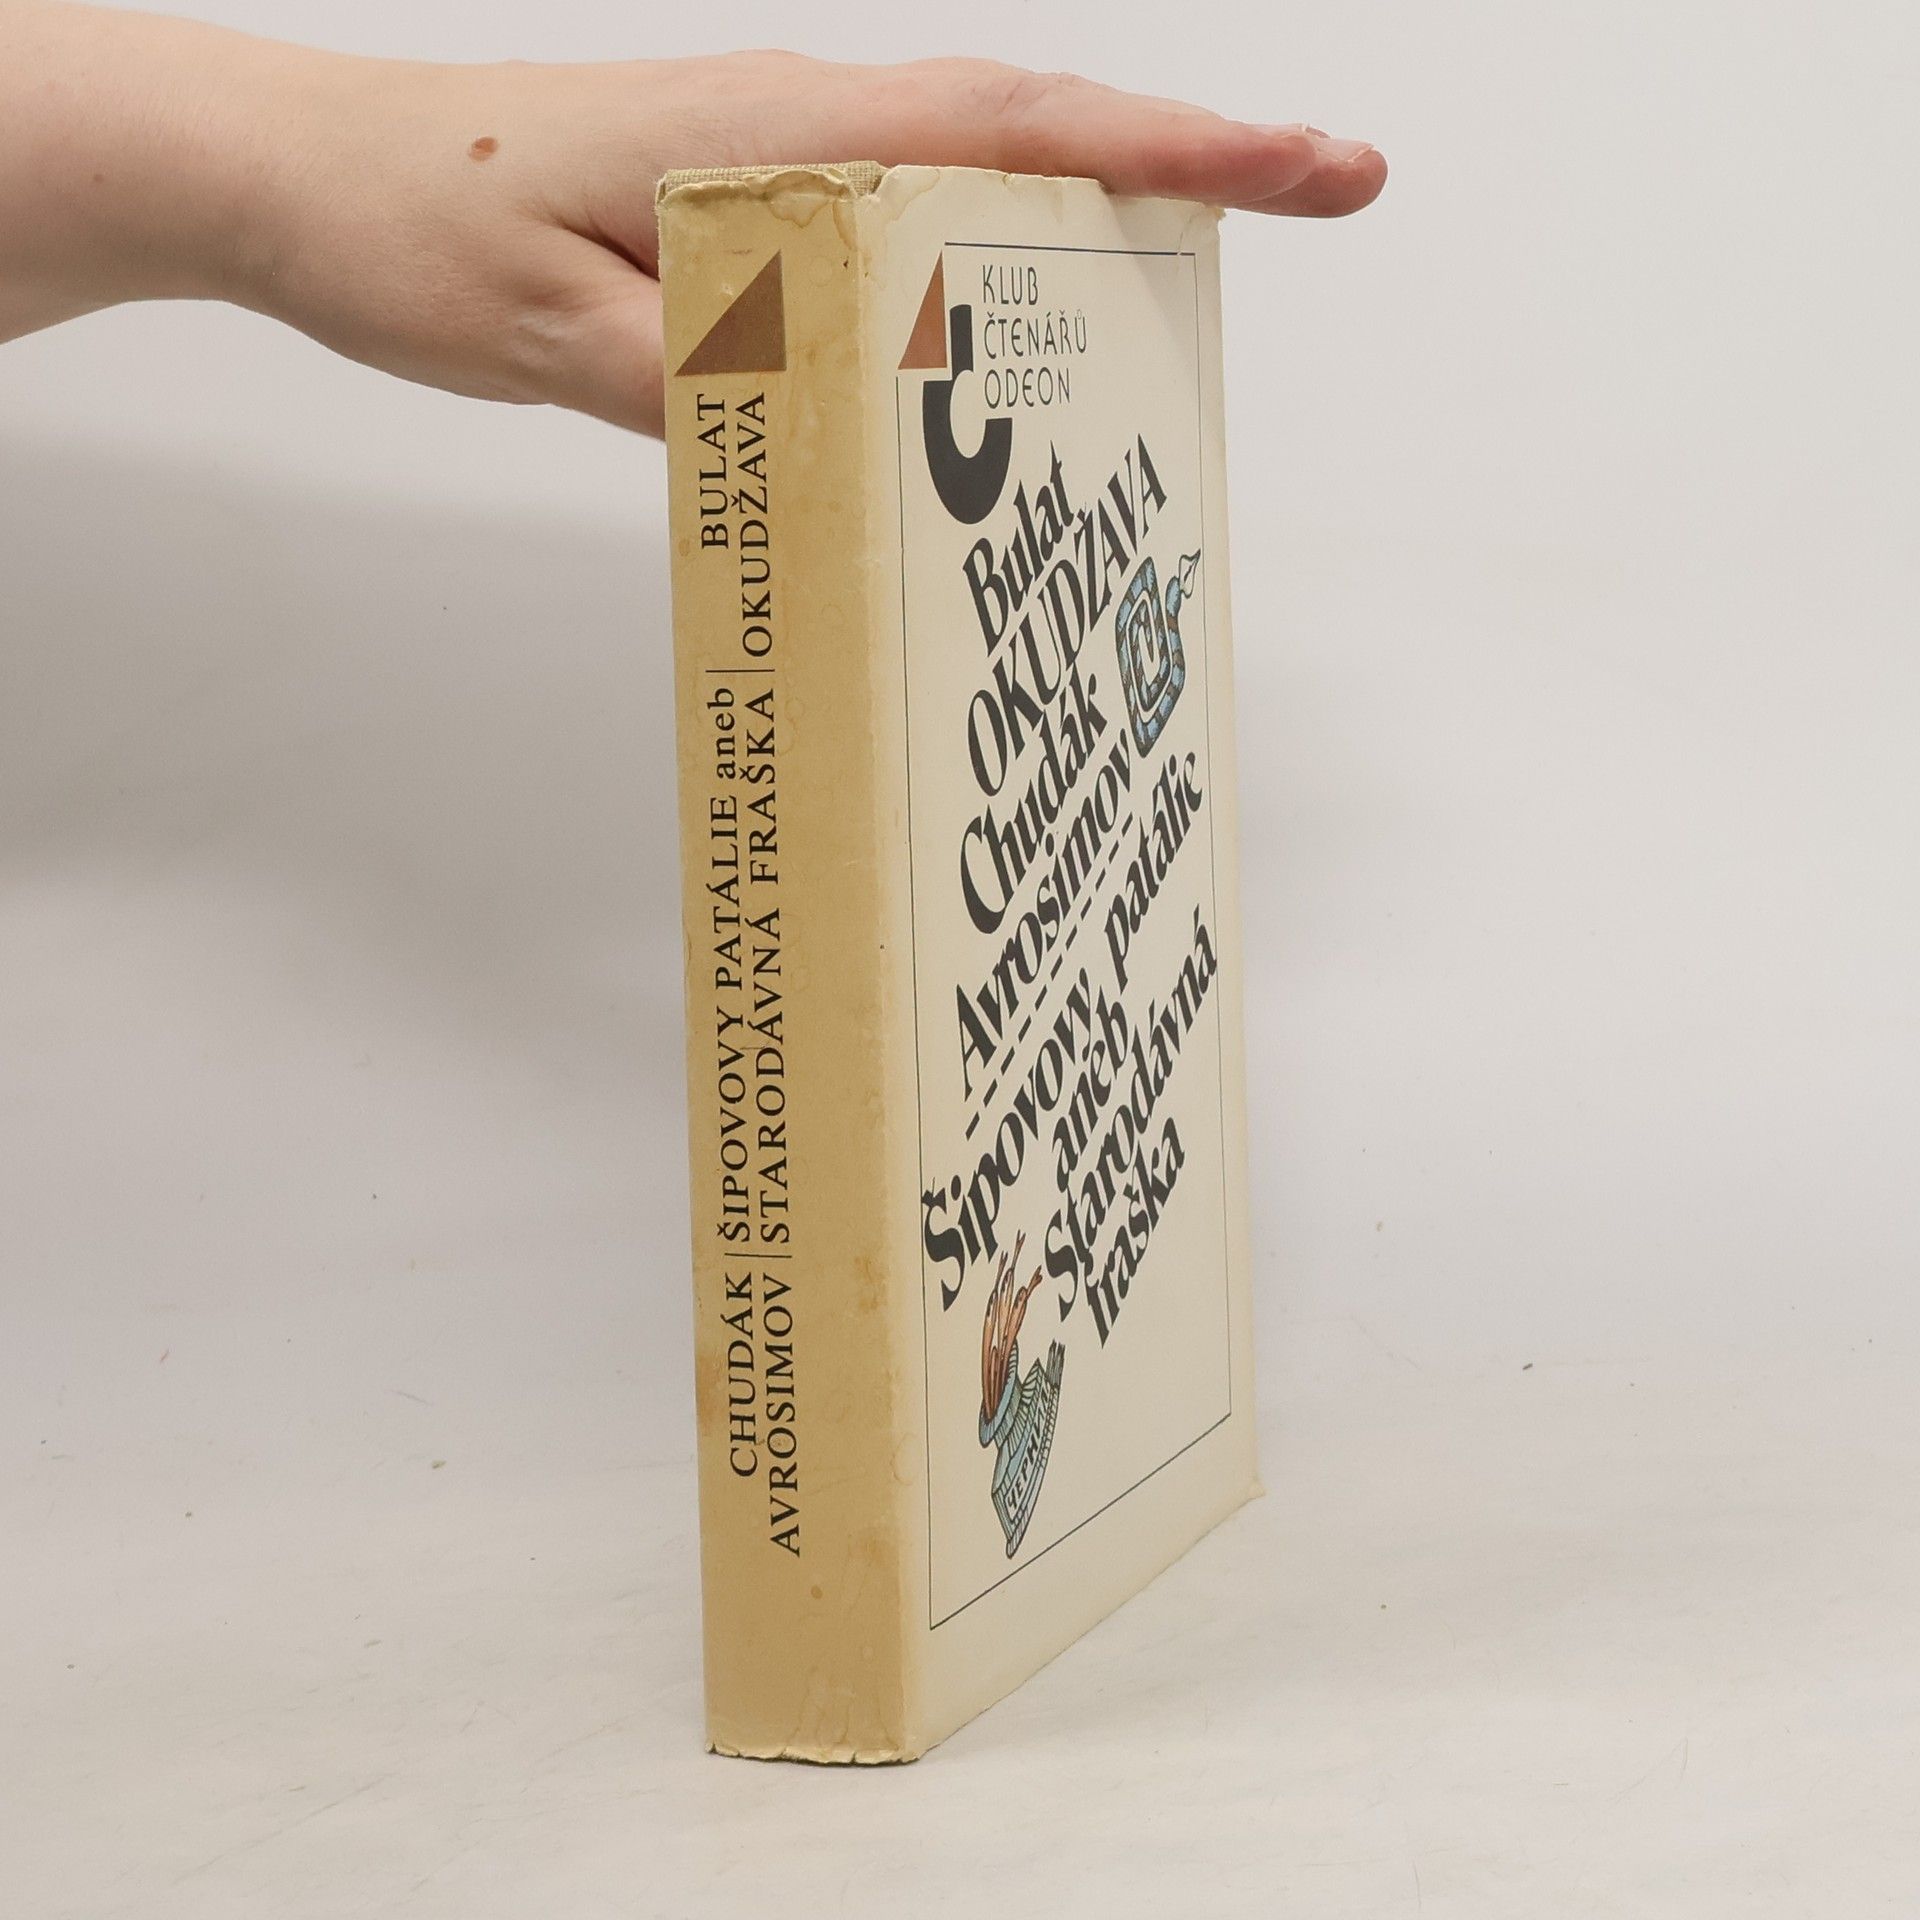 BULAT
OKUDŽAVA
ŠIPOVOVY PATÁLIE aneb
STARODÁVNÁ FRAŠKA
CHUDÁK
AVROSIMOV
KLUB
ČTENÁŘŮ
ODEON
Bulat
OKUDŽAVA
Chudák
Avrosimov
Šipovovy patálie
aneb
Starodávná
fraška
ЧЕРНИЛА